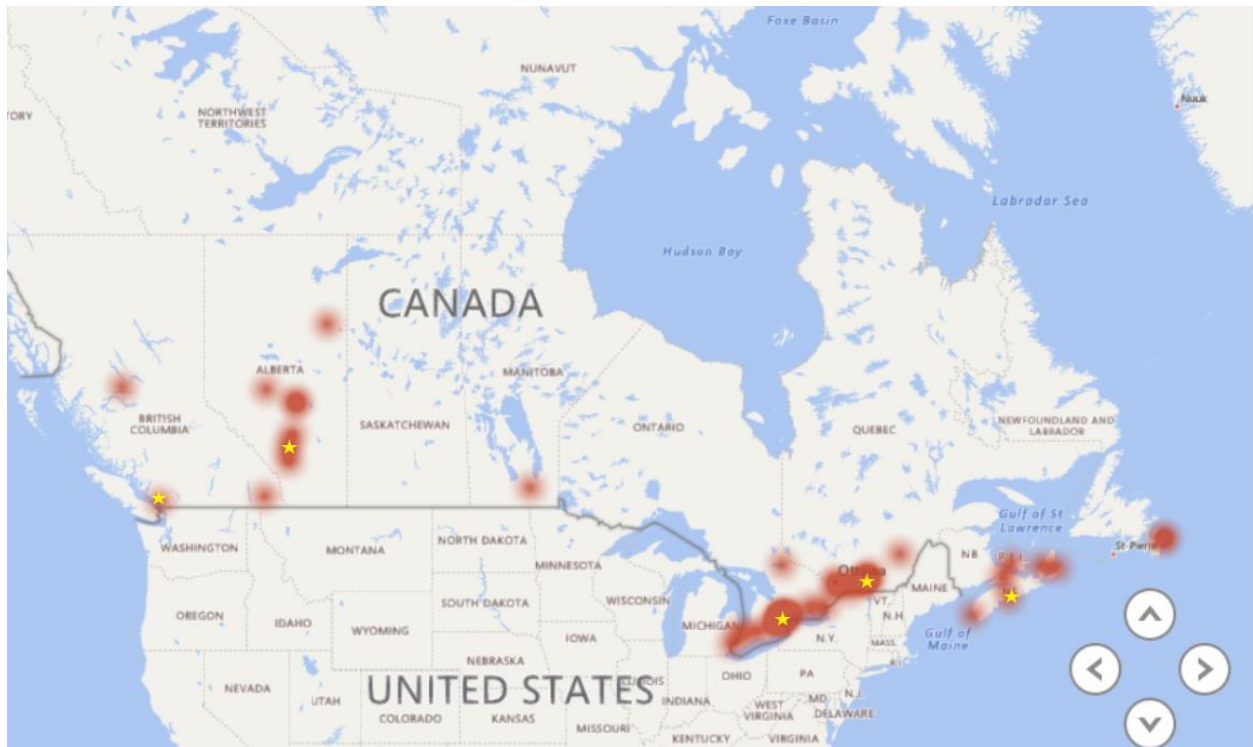 Foxe Basin
NUNAVUT
Nuuk
NORTHWEST
TERRITORIES
Labrador Sea
Hudson Bay
CANADA
ALBERTA
MANITOBA
BRITISH
COLUMBIA
SASKATCHEWAN
ONTARIO
QUEBEC
NEWFOUNDLAND AND
LABRADOR
Gulf of St
Lawrence
St-Pierre
WASHINGTON
MONTANA
NORTH DAKOTA
MINNESOTA
NB
P.E.I.
Ottawa
MAINE
VT.
N.H.
OREGON
IDAHO
SOUTH DAKOTA
WISCONSIN
WYOMING
MICHIGAN
N.Y.
MASS.
R.I.
Gulf of
Maine
IOWA
NEBRASKA
NEVADA
UTAH
UNITED STATES
ILLINOIS
INDIANA
OHIO
PA
N.J.
MD
DELAWARE
COLORADO
KANSAS
MISSOURI
WEST
VIRGINIA
KENTUCKY
VIRGINIA